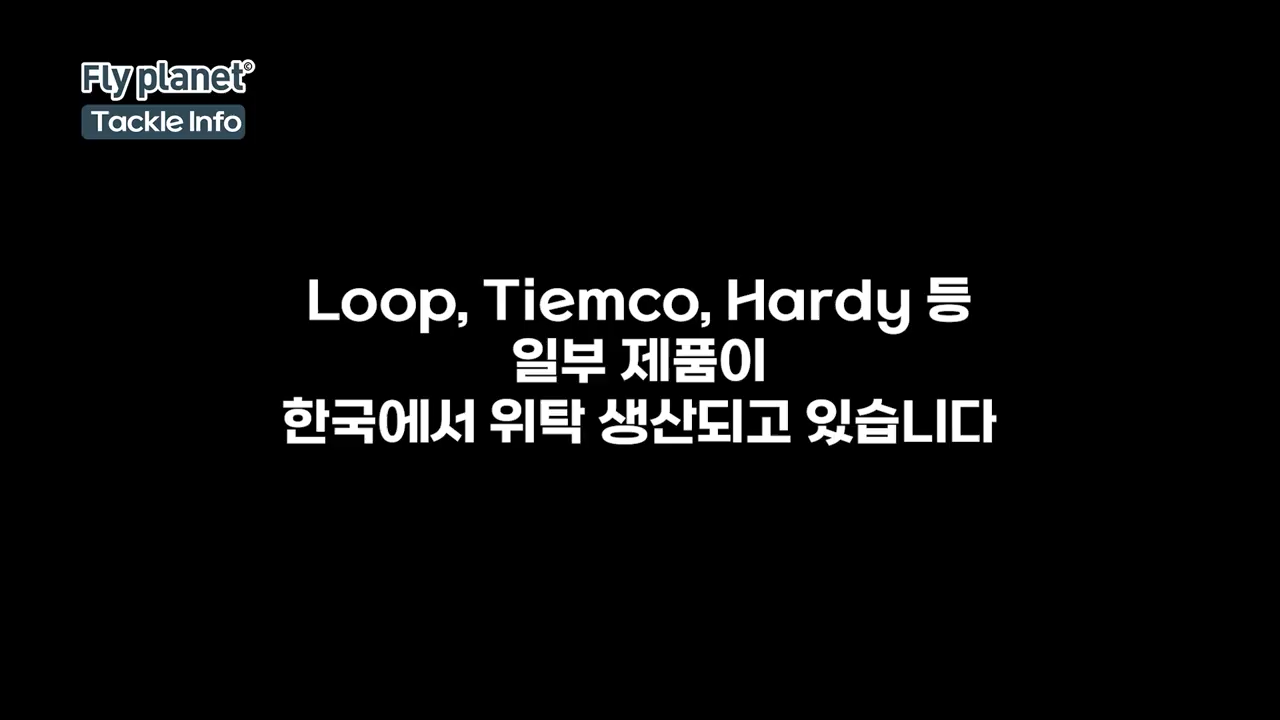 Fly planet©
Tackle Info
Loop, Tiemco, Hardy 등
일부 제품이
한국에서 위탁 생산되고 있습니다